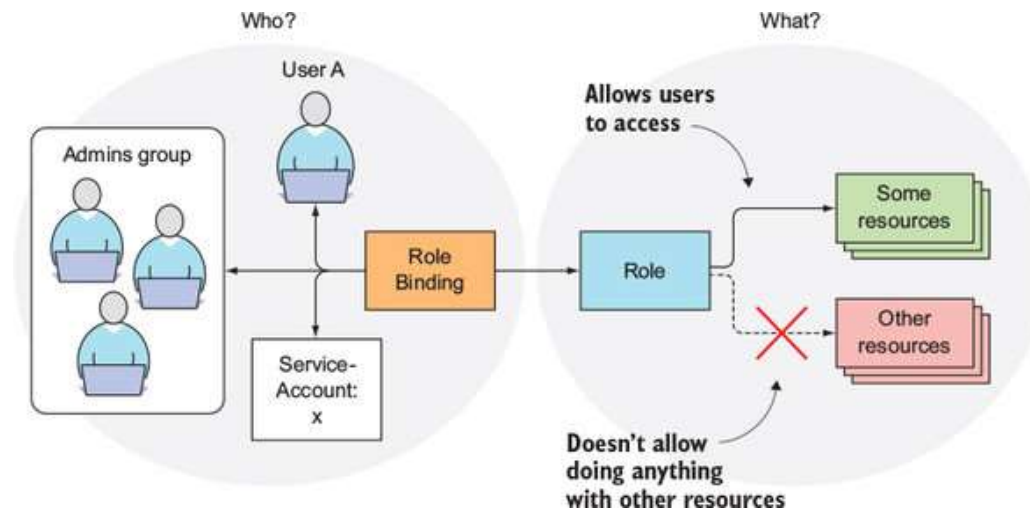 Who?
What?
User A
Admins group
Role
Binding
Service-
Account:
x
Allows users
to access
Role
Some
resources
Other
resources
Doesn't allow
doing anything
with other resources